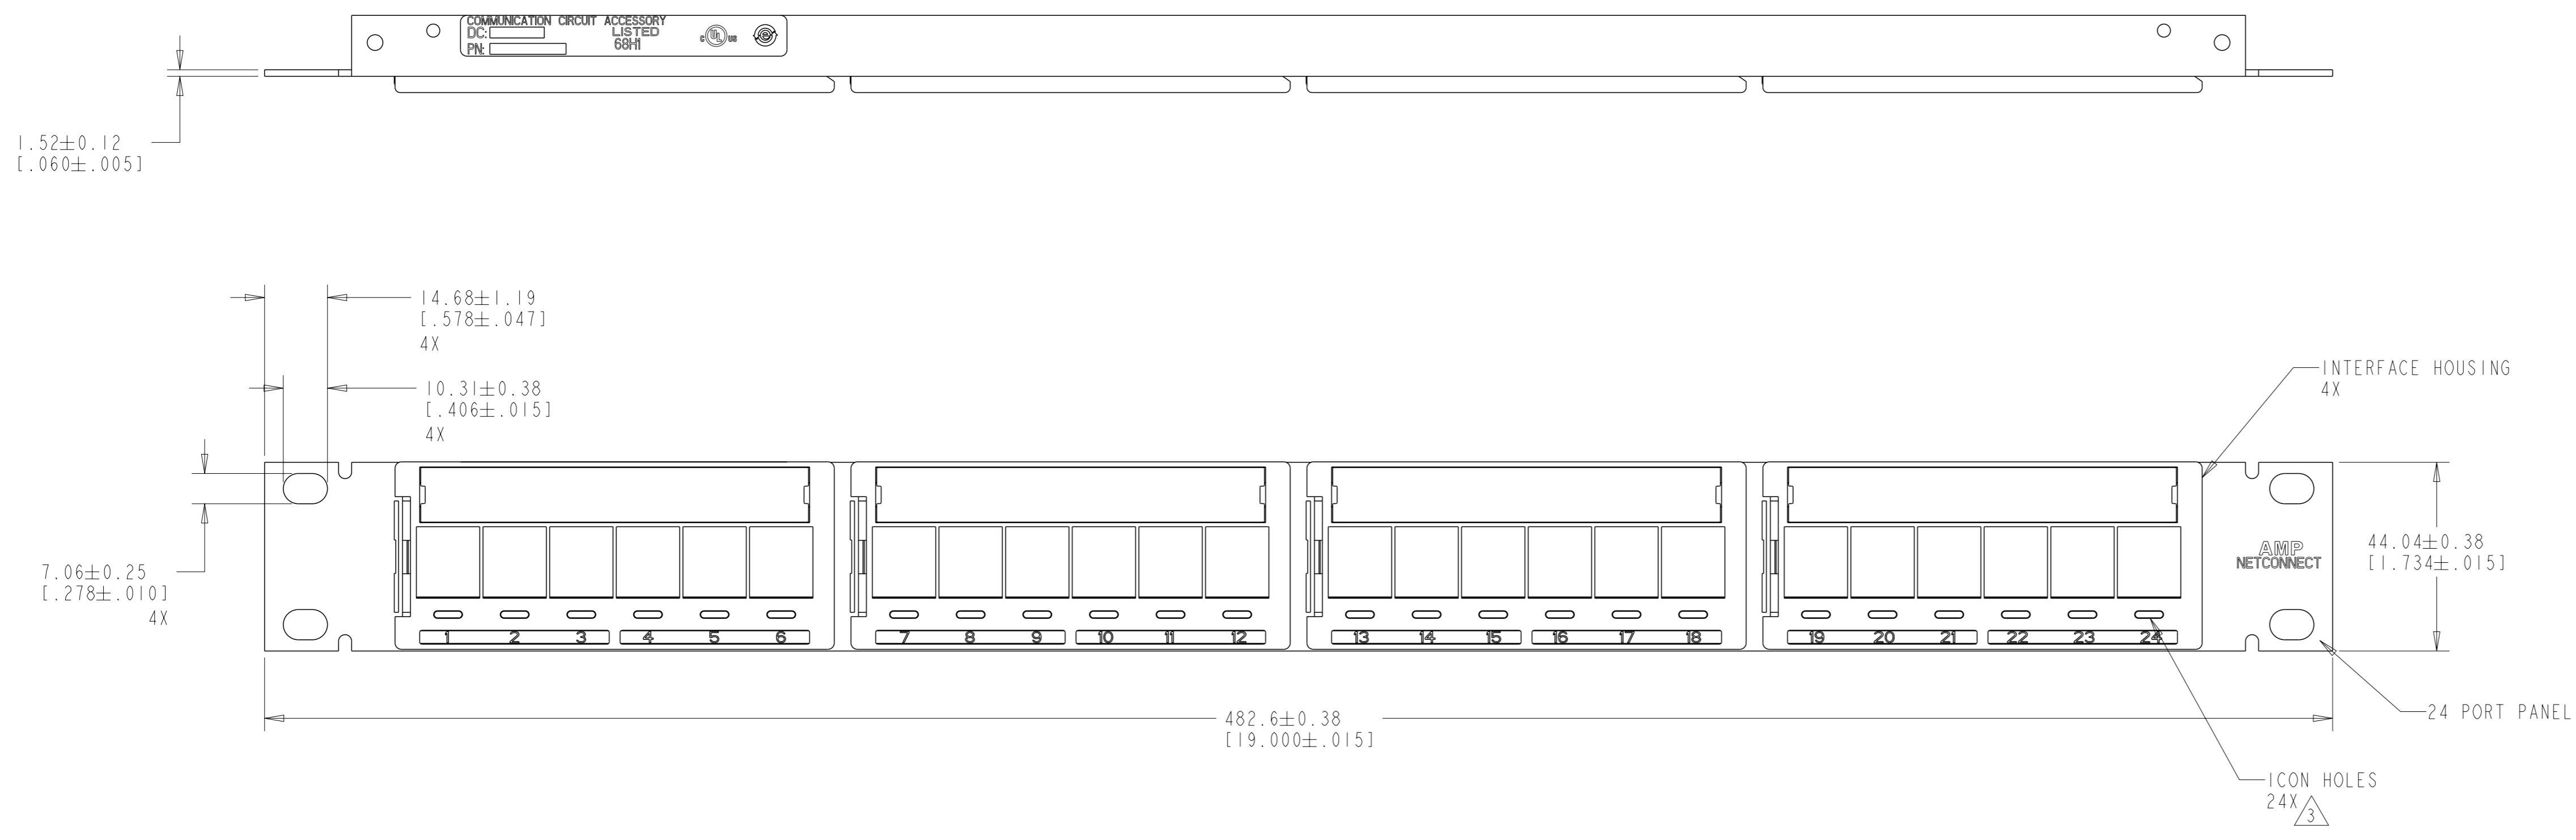 COMMUNICATION CIRCUIT ACCESSORY
DC:
LISTED
PN:
68HI
C UL US
1.52±0.12
[.060±.005]
14.68±1.19
[.578±.047]
4X
10.31±0.38
[.406±.015]
4X
INTERFACE HOUSING
4X
7.06±0.25
[.278±.010]
4X
AMP
NETCONNECT
44.04±0.38
[1.734±.015]
1 2 3 4 5 6 7 8 9 10 11 12 13 14 15 16 17 18 19 20 21 22 23 24
482.6±0.38
[19.000±.015]
24 PORT PANEL
ICON HOLES
24X 3